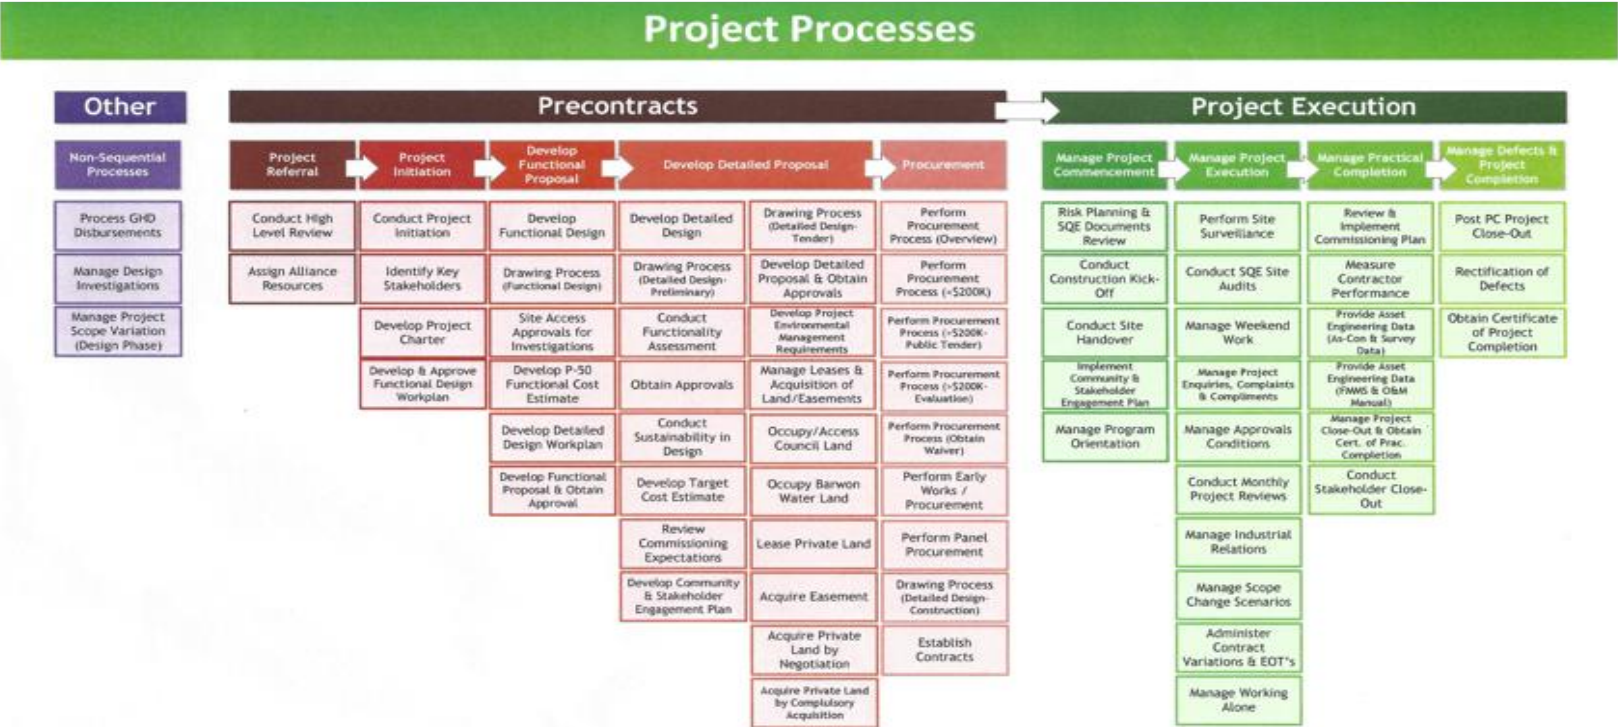 Project Processes
Other
Precontracts
Project Execution
Non-Sequential
Processes
Project
Referral
Project
Initiation
Develop
Functional
Proposal
Develop Detailed Proposal
Procurement
Manage Project
Commencement
Manage Project
Execution
Manage Practical
Completion
Manage Defects &
Project
Completion
Process GHD
Disbursements
Manage Design
Investigations
Manage Project
Scope Variation
(Design Phase)
Conduct High
Level Review
Assign Alliance
Resources
Conduct Project
Initiation
Identify Key
Stakeholders
Develop Project
Charter
Develop & Approve
Functional Design
Workplan
Develop
Functional Design
Drawing Process
(Functional Design)
Site Access
Approvals for
Investigations
Develop P-50
Functional Cost
Estimate
Develop Detailed
Design Workplan
Develop Functional
Proposal & Obtain
Approval
Develop Detailed
Design
Drawing Process
(Detailed Design-
Preliminary)
Conduct
Functionality
Assessment
Obtain Approvals
Conduct
Sustainability in
Design
Develop Target
Cost Estimate
Review
Commissioning
Expectations
Develop Community
& Stakeholder
Engagement Plan
Drawing Process
(Detailed Design-
Tender)
Develop Detailed
Proposal & Obtain
Approvals
Develop Project
Environmental
Management
Requirements
Manage Leases &
Acquisition of
Land/Easements
Occupy/Access
Council Land
Occupy Barwon
Water Land
Lease Private Land
Acquire Easement
Acquire Private
Land by
Negotiation
Acquire Private Land
by Complulsory
Acquisition
Perform
Procurement
Process (Overview)
Perform
Procurement
Process (<$200K)
Perform Procurement
Process (>$200K-
Public Tender)
Perform Procurement
Process (>$200K-
Evaluation)
Perform Procurement
Process (Obtain
Waiver)
Perform Early
Works /
Procurement
Perform Panel
Procurement
Drawing Process
(Detailed Design-
Construction)
Establish
Contracts
Risk Planning &
SQE Documents
Review
Conduct
Construction Kick-
Off
Conduct Site
Handover
Implement
Community &
Stakeholder
Engagement Plan
Manage Program
Orientation
Perform Site
Surveillance
Conduct SQE Site
Audits
Manage Weekend
Work
Manage Project
Enquiries, Complaints
& Compliments
Manage Approvals
Conditions
Conduct Monthly
Project Reviews
Manage Industrial
Relations
Manage Scope
Change Scenarios
Administer
Contract
Variations & EOT's
Manage Working
Alone
Review &
Implement
Commissioning Plan
Measure
Contractor
Performance
Provide Asset
Engineering Data
(As-Con & Survey
Data)
Provide Asset
Engineering Data
(FMMS & O&M
Manual)
Manage Project
Close-Out & Obtain
Cert. of Prac.
Completion
Conduct
Stakeholder Close-
Out
Post PC Project
Close-Out
Rectification of
Defects
Obtain Certificate
of Project
Completion